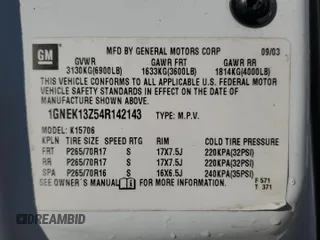 MFD BY GENERAL MOTORS CORP 09/03
GM
GVWR GAWR FRT GAWR RR
3130KG(6900LB) 1633KG(3600LB) 1814KG(4000LB)
THIS VEHICLE CONFORMS TO ALL APPLICABLE U.S. FEDERAL MOTOR
VEHICLE SAFETY STANDARDS IN EFFECT ON THE DATE OF
MANUFACTURE SHOWN ABOVE.
1GNEK13Z54R142143 TYPE: M.P.V.
MODEL: K15706
KPLN TIRE SIZE SPEED RTG RIM COLD TIRE PRESSURE
FRT P265/70R17 S 17X7.5J 220KPA(32PSI)
RR P265/70R17 S 17X7.5J 220KPA(32PSI)
SPA P265/70R16 S 16X6.5J 240KPA(35PSI)
SEE OWNER'S MANUAL FOR ADDITIONAL INFORMATION
F 571
T 371
DREAMBID
.COM